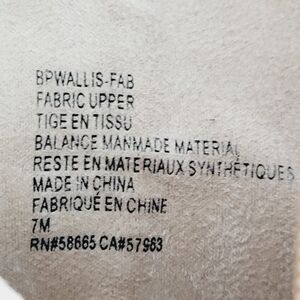 BPWALLIS-FAB
FABRIC UPPER
TIGE EN TISSU
BALANCE MANMADE MATERIAL
RESTE EN MATERIAUX SYNTHÉTIQUES
MADE IN CHINA
FABRIQUÉ EN CHINE
7M
RN#58665 CA#57963